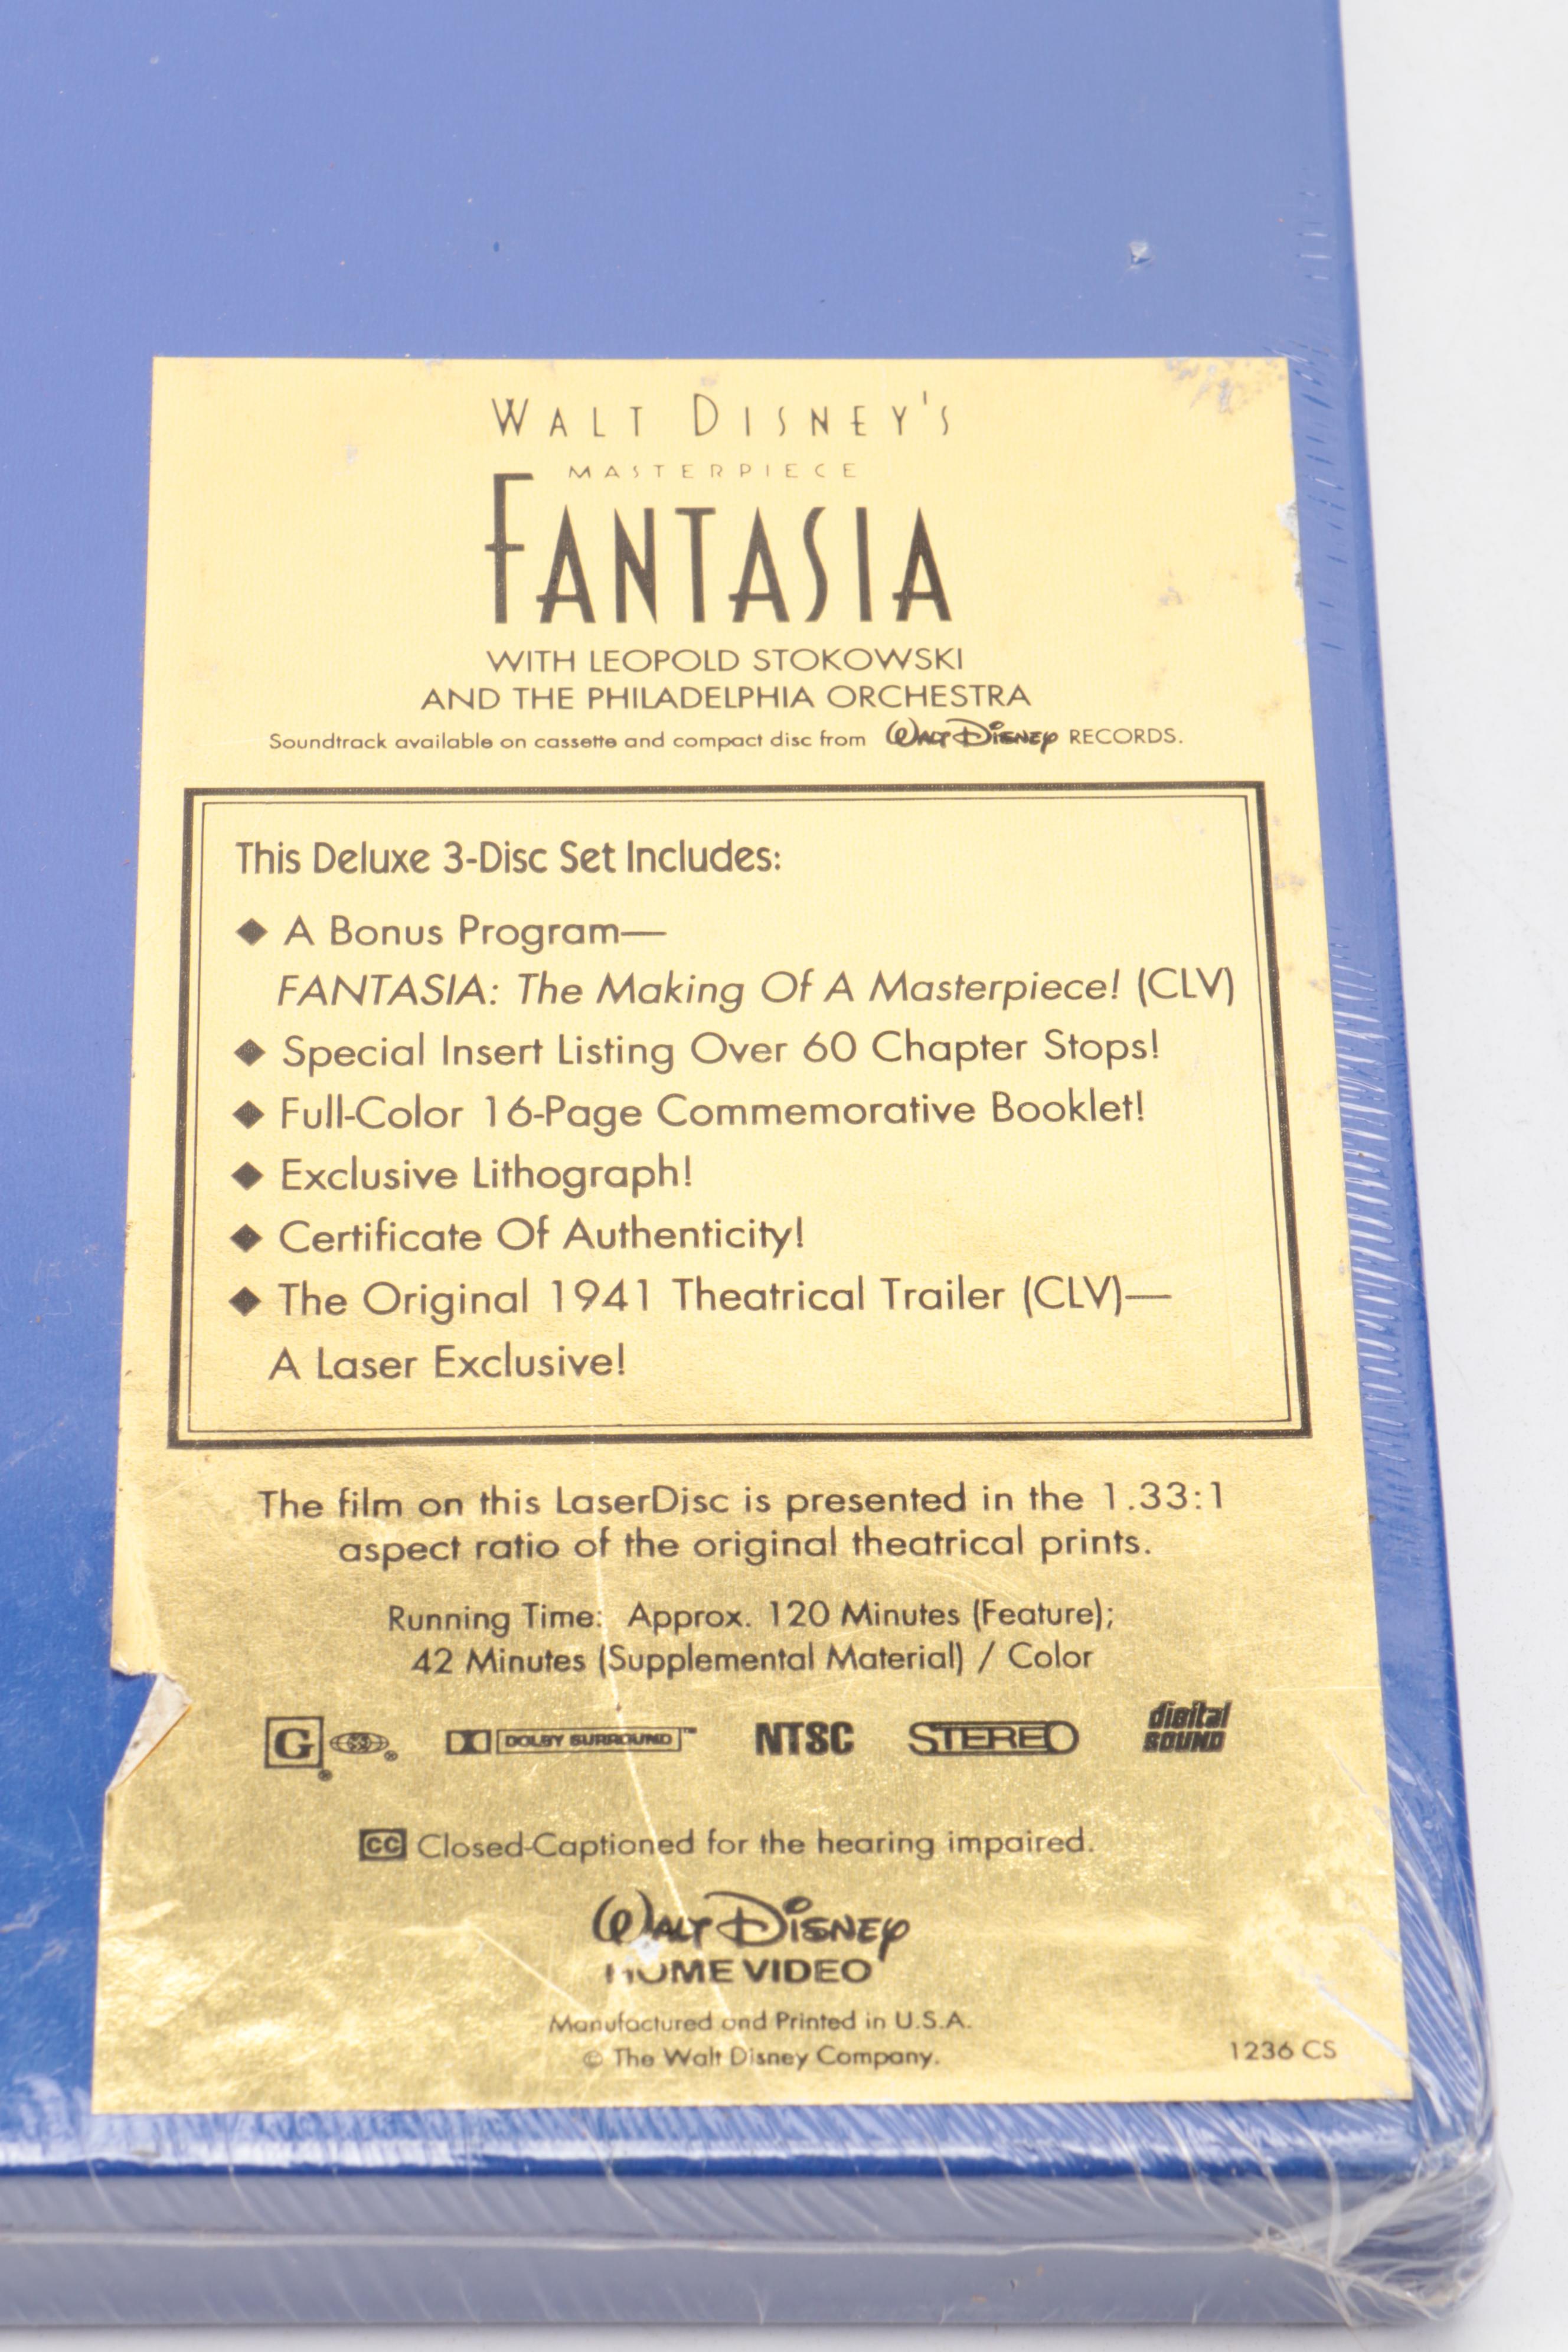 WALT DISNEY'S
MASTERPIECE
FANTASIA
WITH LEOPOLD STOKOWSKI
AND THE PHILADELPHIA ORCHESTRA
Soundtrack available on cassette and compact disc from Walt Disney RECORDS.
This Deluxe 3-Disc Set Includes:
◆ A Bonus Program—
FANTASIA: The Making Of A Masterpiece! (CLV)
◆ Special Insert Listing Over 60 Chapter Stops!
◆ Full-Color 16-Page Commemorative Booklet!
◆ Exclusive Lithograph!
◆ Certificate Of Authenticity!
◆ The Original 1941 Theatrical Trailer (CLV)—
A Laser Exclusive!
The film on this LaserDisc is presented in the 1.33:1
aspect ratio of the original theatrical prints.
Running Time: Approx. 120 Minutes (Feature);
42 Minutes (Supplemental Material) / Color
G ® ® DOLBY SURROUND™ NTSC STEREO digital SOUND
CC Closed-Captioned for the hearing impaired.
Walt Disney
HOME VIDEO
Manufactured and Printed in U.S.A.
© The Walt Disney Company.
1236 CS